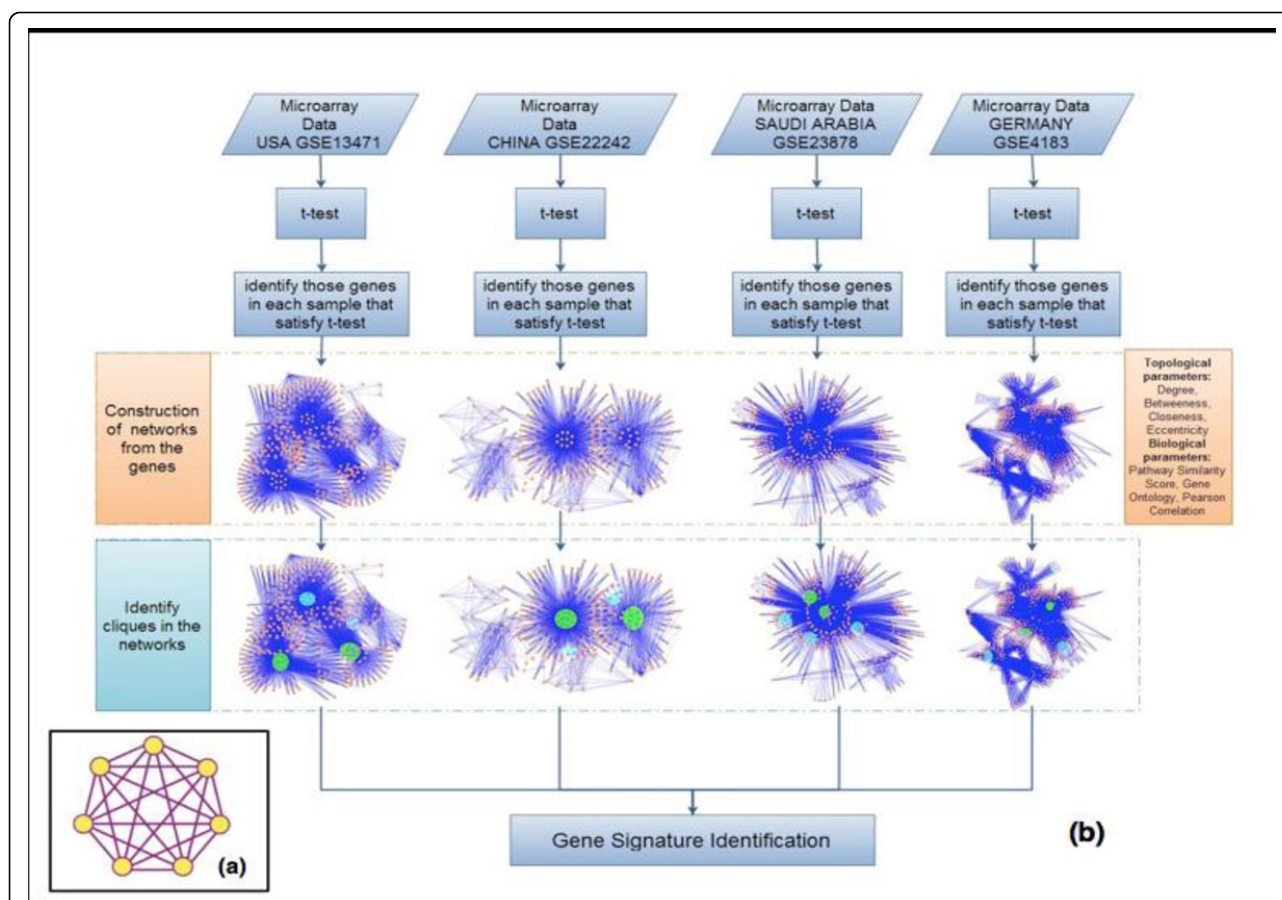 Microarray
Data
USA GSE13471
Microarray
Data
CHINA GSE22242
Microarray Data
SAUDI ARABIA
GSE23878
Microarray Data
GERMANY
GSE4183
t-test
t-test
t-test
t-test
identify those genes
in each sample that
satisfy t-test
identify those genes
in each sample that
satisfy t-test
identify those genes
in each sample that
satisfy t-test
identify those genes
in each sample that
satisfy t-test
Construction
of networks
from the
genes
Topological
parameters:
Degree,
Betweeness,
Closeness,
Eccentricity
Biological
parameters:
Pathway Similarity
Score, Gene
Ontology, Pearson
Correlation
Identify
cliques in the
networks
(a)
Gene Signature Identification
(b)